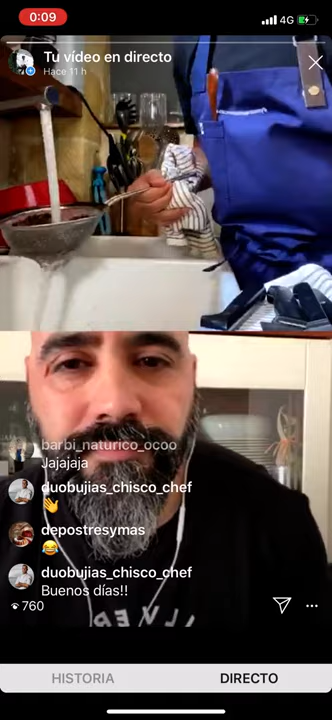 0:09
4G
Tu vídeo en directo
Hace 11 h
barbi_naturico_ocoo
Jajajaja
duobujias_chisco_chef
👋
depostresymas
😂
duobujias_chisco_chef
Buenos días!!
760
HISTORIA
DIRECTO